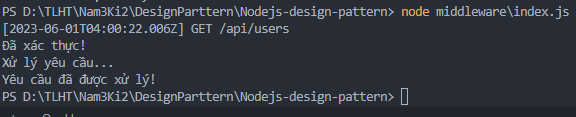 PS D:\TLHT\Nam3Ki2\DesignParttern\Nodejs-design-pattern> node middleware\index.js
[2023-06-01T04:00:22.006Z] GET /api/users
Đã xác thực!
Xử lý yêu cầu...
Yêu cầu đã được xử lý!
PS D:\TLHT\Nam3Ki2\DesignParttern\Nodejs-design-pattern>